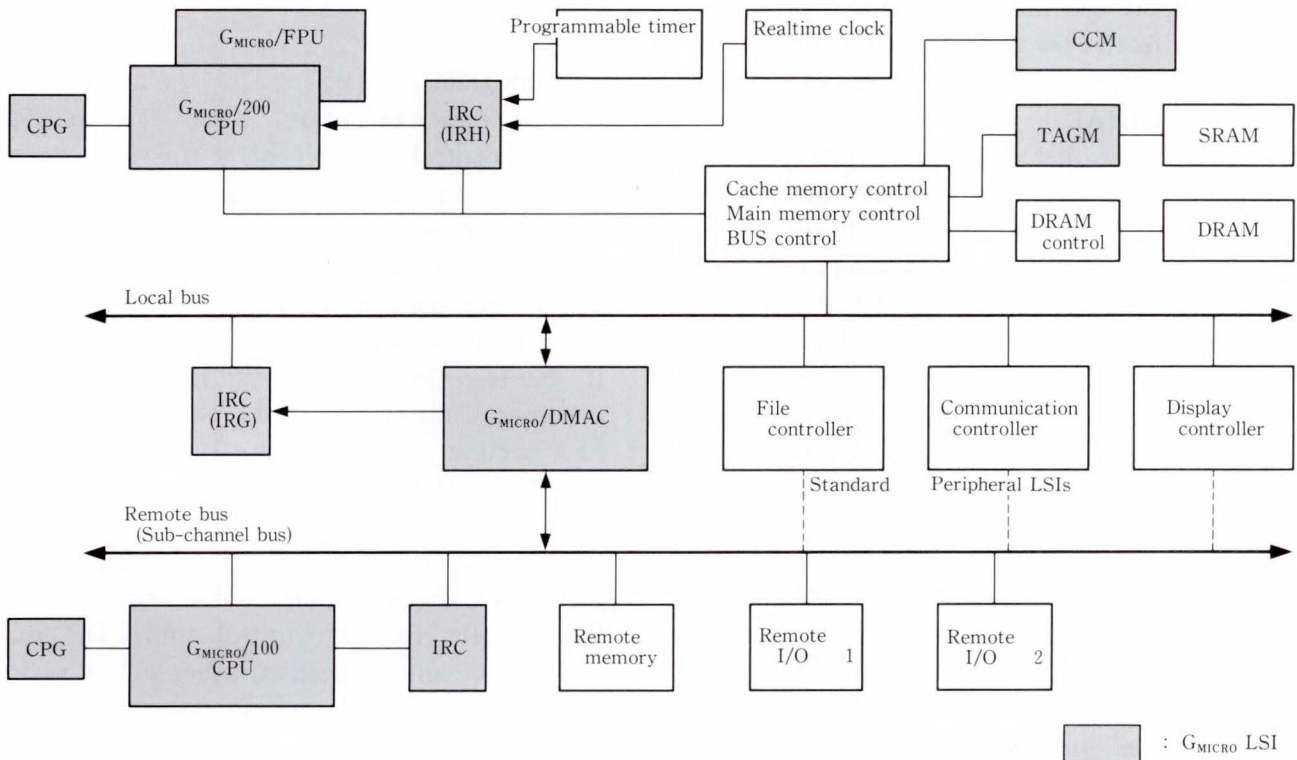 GMICRO/FPU
GMICRO/200
CPU
CPG
IRC
(IRH)
Programmable timer
Realtime clock
CCM
TAGM
SRAM
Cache memory control
Main memory control
BUS control
DRAM
control
DRAM
Local bus
IRC
(IRG)
GMICRO/DMAC
File
controller
Communication
controller
Display
controller
Standard
Peripheral LSIs
Remote bus
(Sub-channel bus)
CPG
GMICRO/100
CPU
IRC
Remote
memory
Remote
I/O 1
Remote
I/O 2
: GMICRO LSI